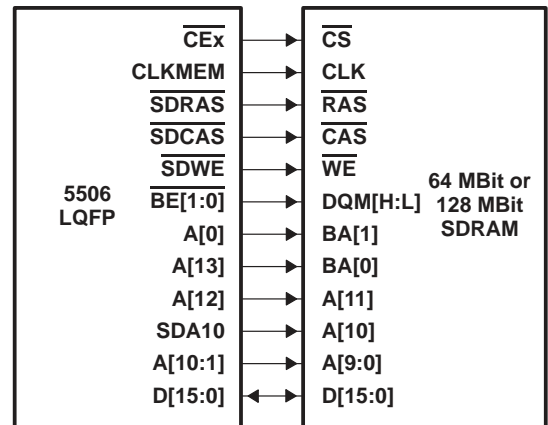 CEx CS
CLKMEM CLK
SDRAS RAS
SDCAS CAS
SDWE WE
5506
LQFP
BE[1:0] DQM[H:L]
64 MBit or
128 MBit
SDRAM
A[0] BA[1]
A[13] BA[0]
A[12] A[11]
SDA10 A[10]
A[10:1] A[9:0]
D[15:0] D[15:0]